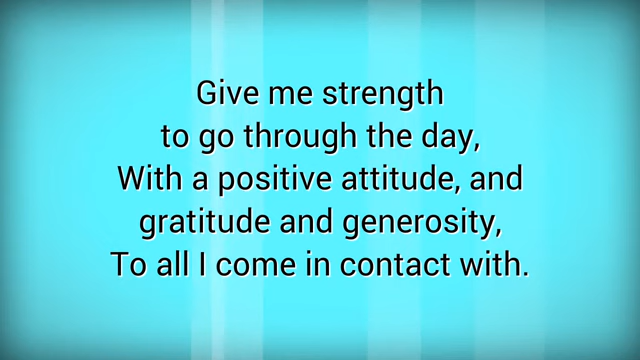 Give me strength
to go through the day,
With a positive attitude, and
gratitude and generosity,
To all I come in contact with.